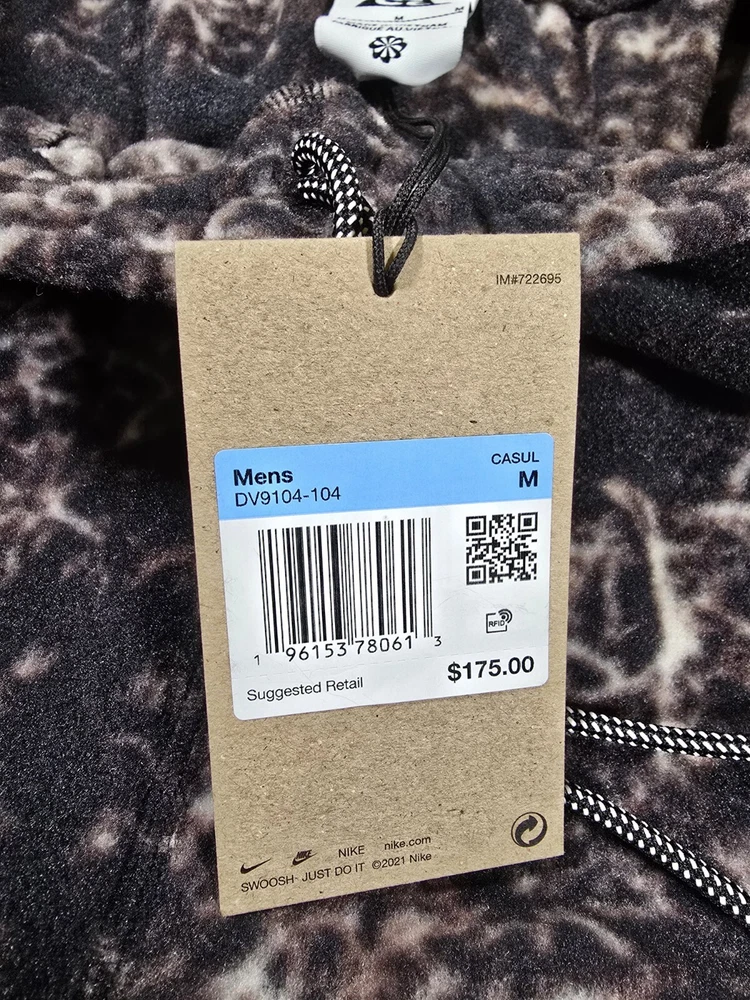 M
M
IM#722695
Mens
CASUL
DV9104-104
M
1 96153 78061 3
RFID
Suggested Retail
$175.00
NIKE nike.com
SWOOSH JUST DO IT ©2021 Nike